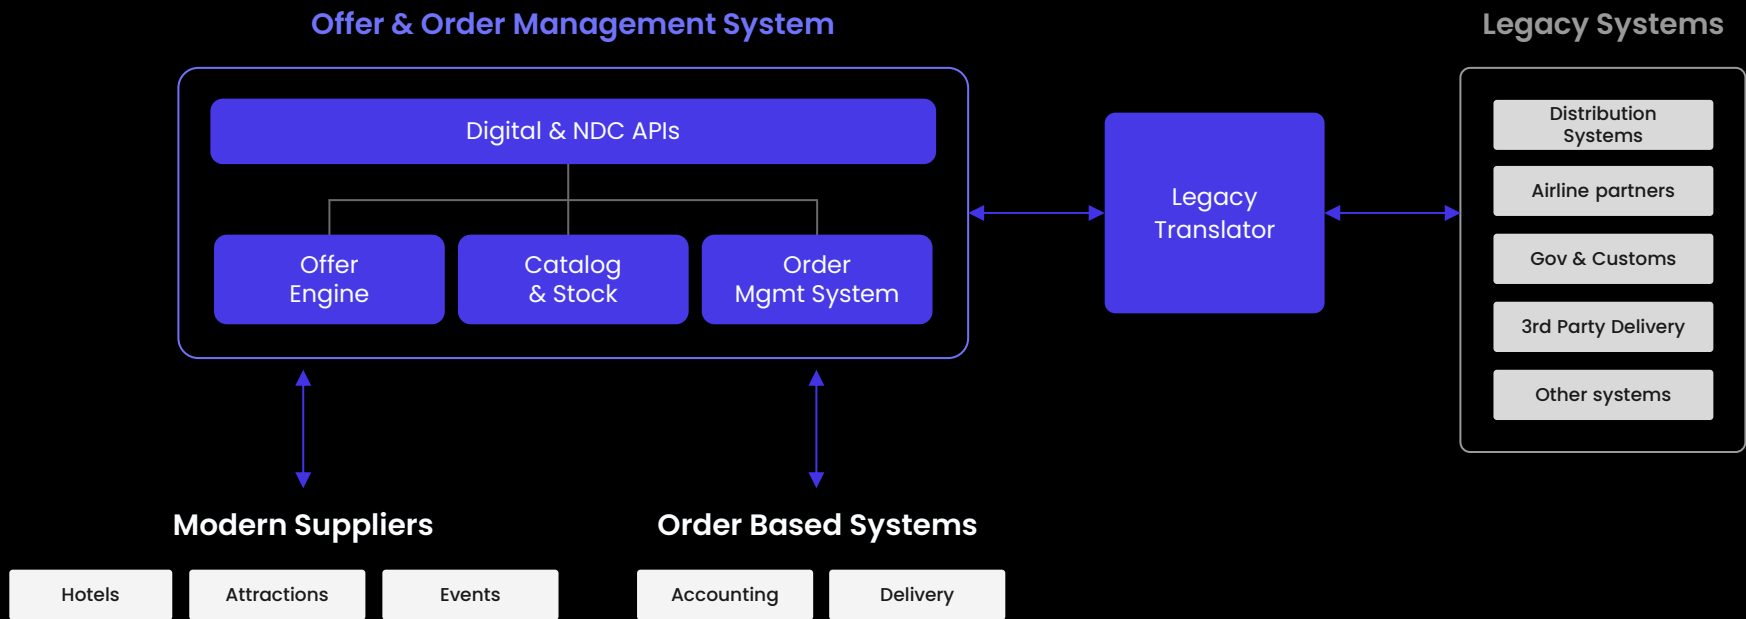 Offer & Order Management System
Legacy Systems
Digital & NDC APIs
Offer
Engine
Catalog
& Stock
Order
Mgmt System
Legacy
Translator
Distribution
Systems
Airline partners
Gov & Customs
3rd Party Delivery
Other systems
Modern Suppliers
Hotels
Attractions
Events
Order Based Systems
Accounting
Delivery